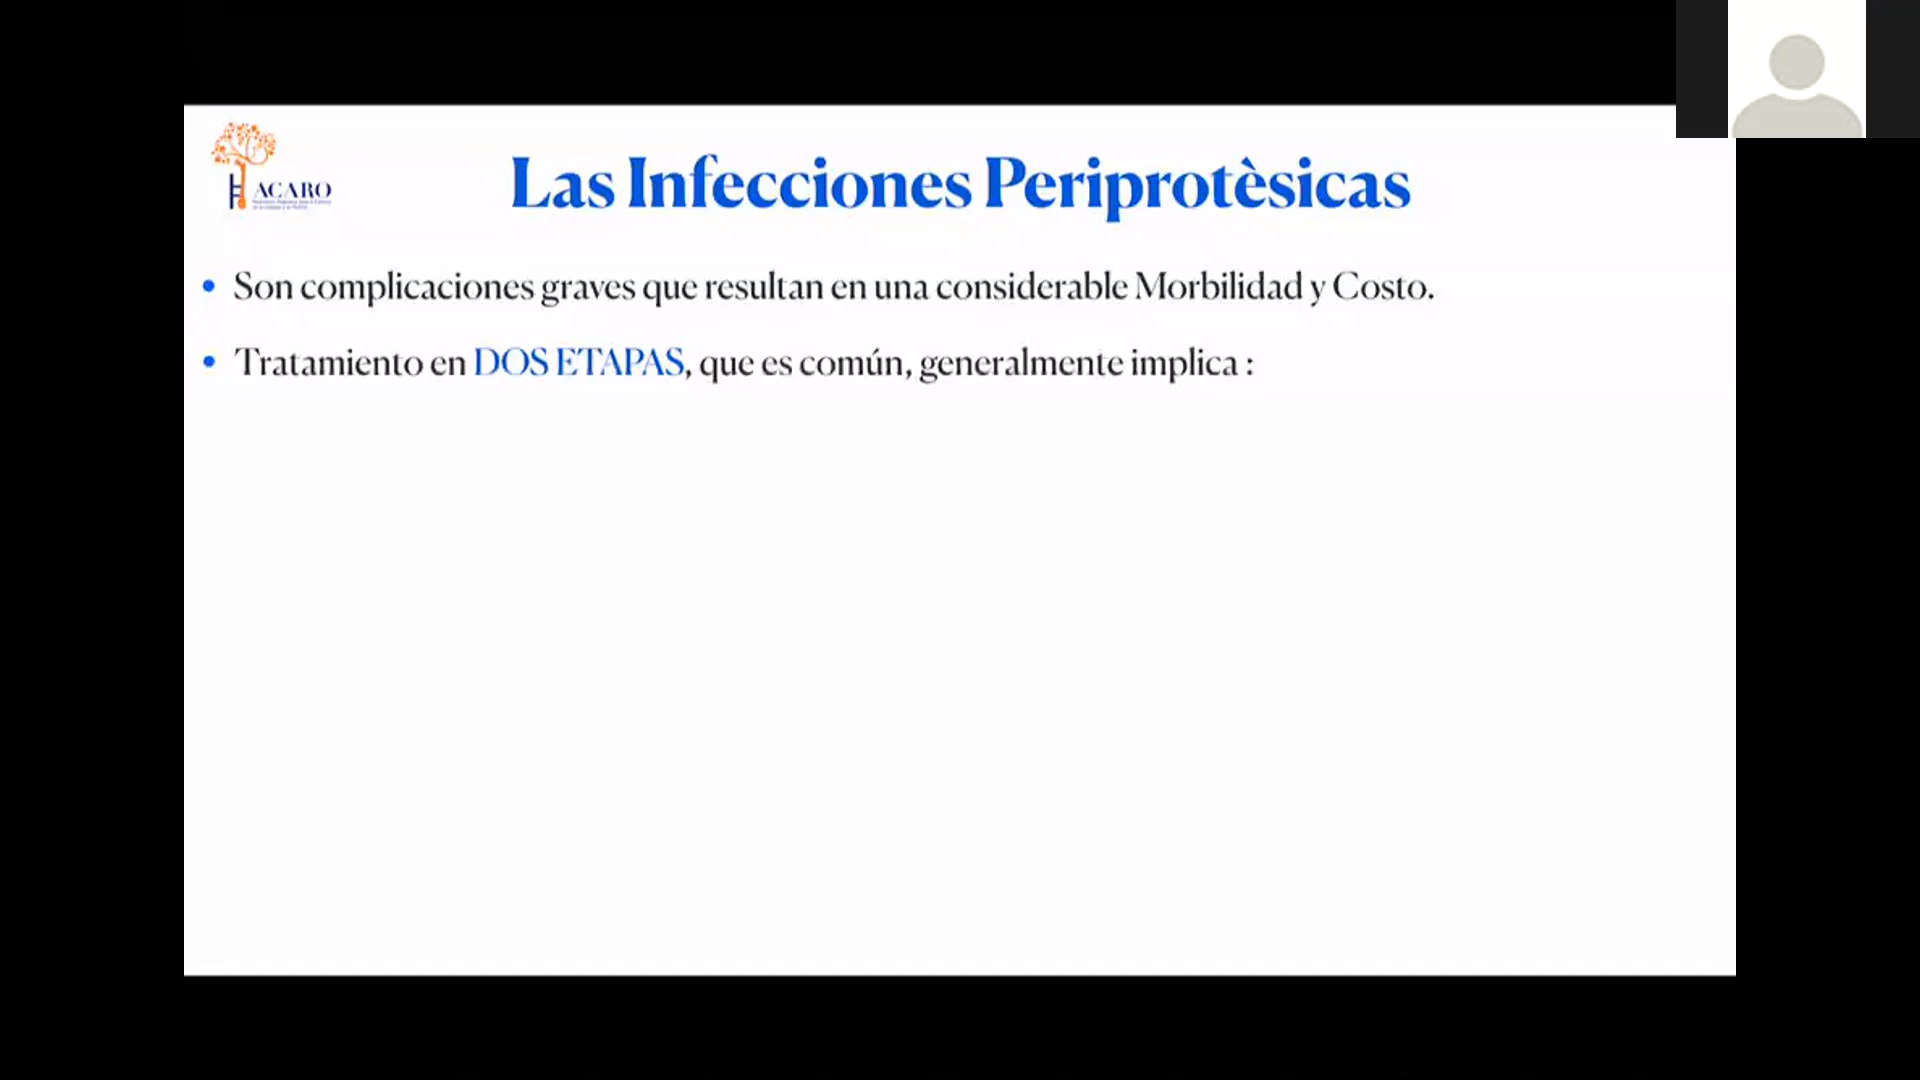 ACARO
Las Infecciones Periprotèsicas
• Son complicaciones graves que resultan en una considerable Morbilidad y Costo.
• Tratamiento en DOS ETAPAS, que es común, generalmente implica :